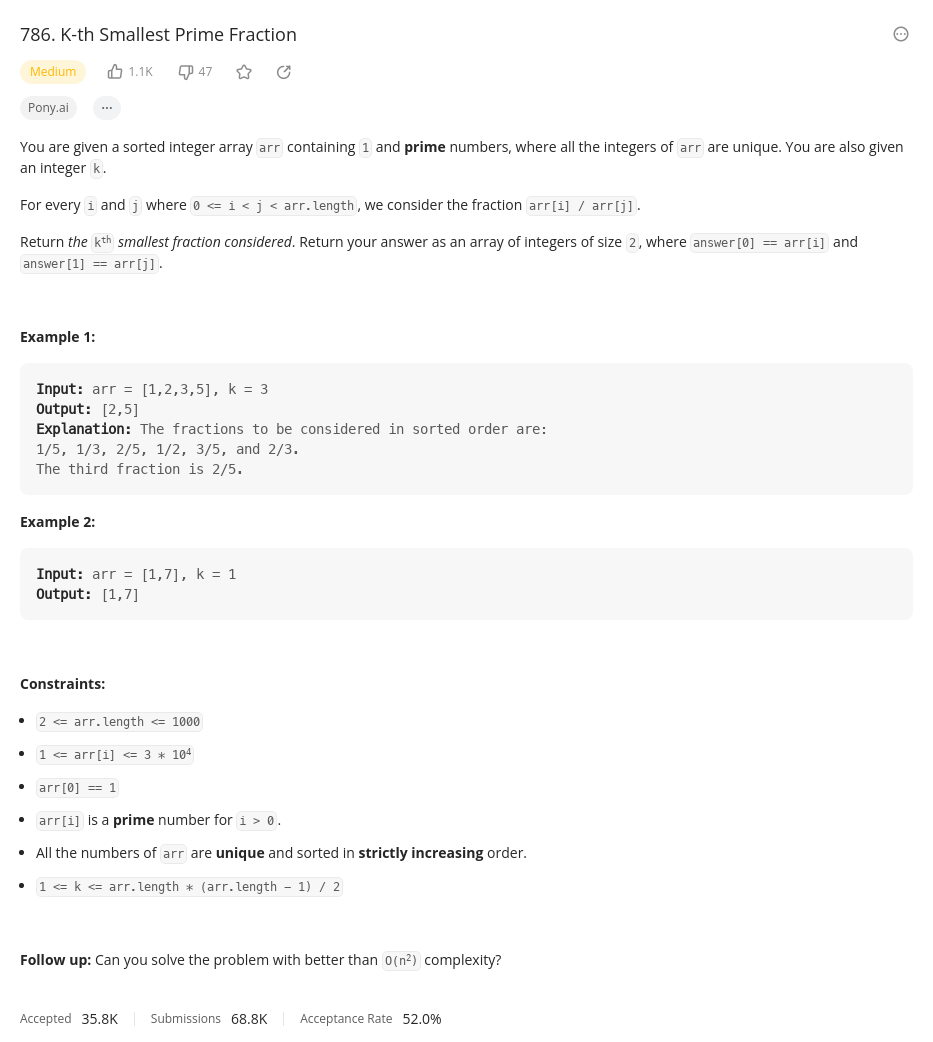 786. K-th Smallest Prime Fraction
Medium 1.1K 47
Pony.ai ...
You are given a sorted integer array arr containing 1 and prime numbers, where all the integers of arr are unique. You are also given
an integer k.
For every i and j where 0 <= i < j < arr.length, we consider the fraction arr[i] / arr[j].
Return the kth smallest fraction considered. Return your answer as an array of integers of size 2, where answer[0] == arr[i] and
answer[1] == arr[j].
Example 1:
Input: arr = [1,2,3,5], k = 3
Output: [2,5]
Explanation: The fractions to be considered in sorted order are:
1/5, 1/3, 2/5, 1/2, 3/5, and 2/3.
The third fraction is 2/5.
Example 2:
Input: arr = [1,7], k = 1
Output: [1,7]
Constraints:
• 2 <= arr.length <= 1000
• 1 <= arr[i] <= 3 * 10⁴
• arr[0] == 1
• arr[i] is a prime number for i > 0.
• All the numbers of arr are unique and sorted in strictly increasing order.
• 1 <= k <= arr.length * (arr.length - 1) / 2
Follow up: Can you solve the problem with better than O(n²) complexity?
Accepted 35.8K Submissions 68.8K Acceptance Rate 52.0%